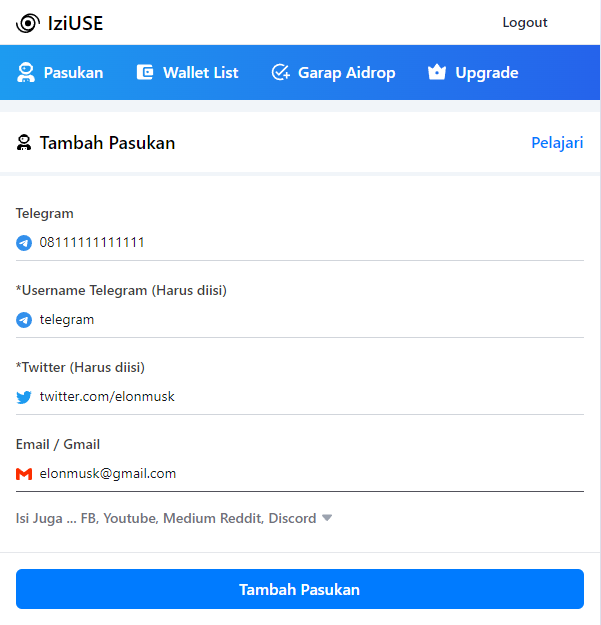 IziUSE
Logout
Pasukan
Wallet List
Garap Aidrop
Upgrade
Tambah Pasukan
Pelajari
Telegram
08111111111111
*Username Telegram (Harus diisi)
telegram
*Twitter (Harus diisi)
twitter.com/elonmusk
Email / Gmail
elonmusk@gmail.com
Isi Juga ... FB, Youtube, Medium Reddit, Discord
Tambah Pasukan